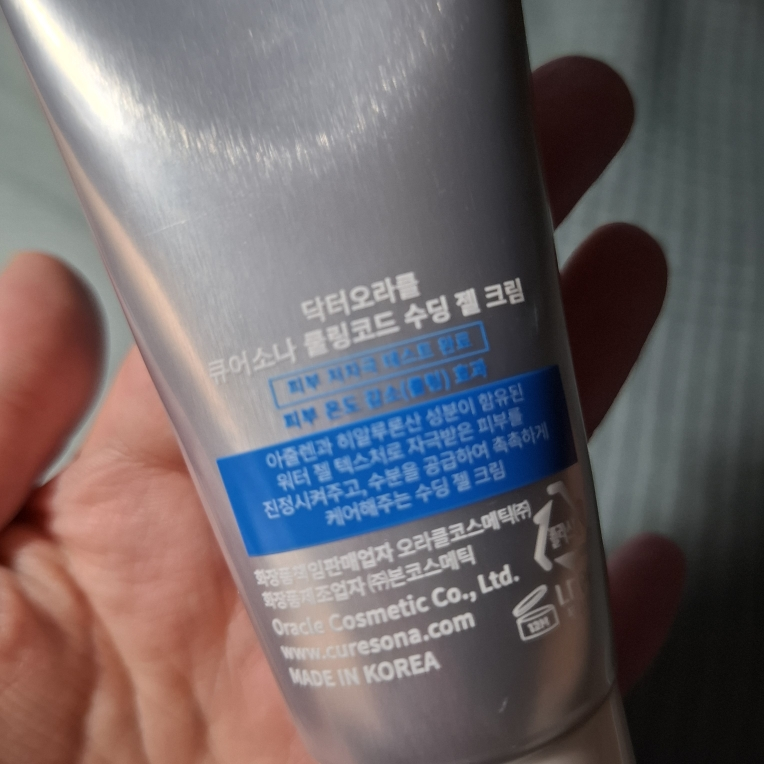 닥터오라클
큐어소나 쿨링코드 수딩 젤 크림
피부 저자극 테스트 완료
피부 온도 감소(쿨링) 효과
아줄렌과 히알루론산 성분이 함유된
워터 젤 텍스처로 자극받은 피부를
진정시켜주고, 수분을 공급하여 촉촉하게
케어해주는 수딩 젤 크림
화장품책임판매업자 오라클코스메틱㈜
화장품제조업자 ㈜본코스메틱
Oracle Cosmetic Co., Ltd.
www.curesona.com
MADE IN KOREA
12M